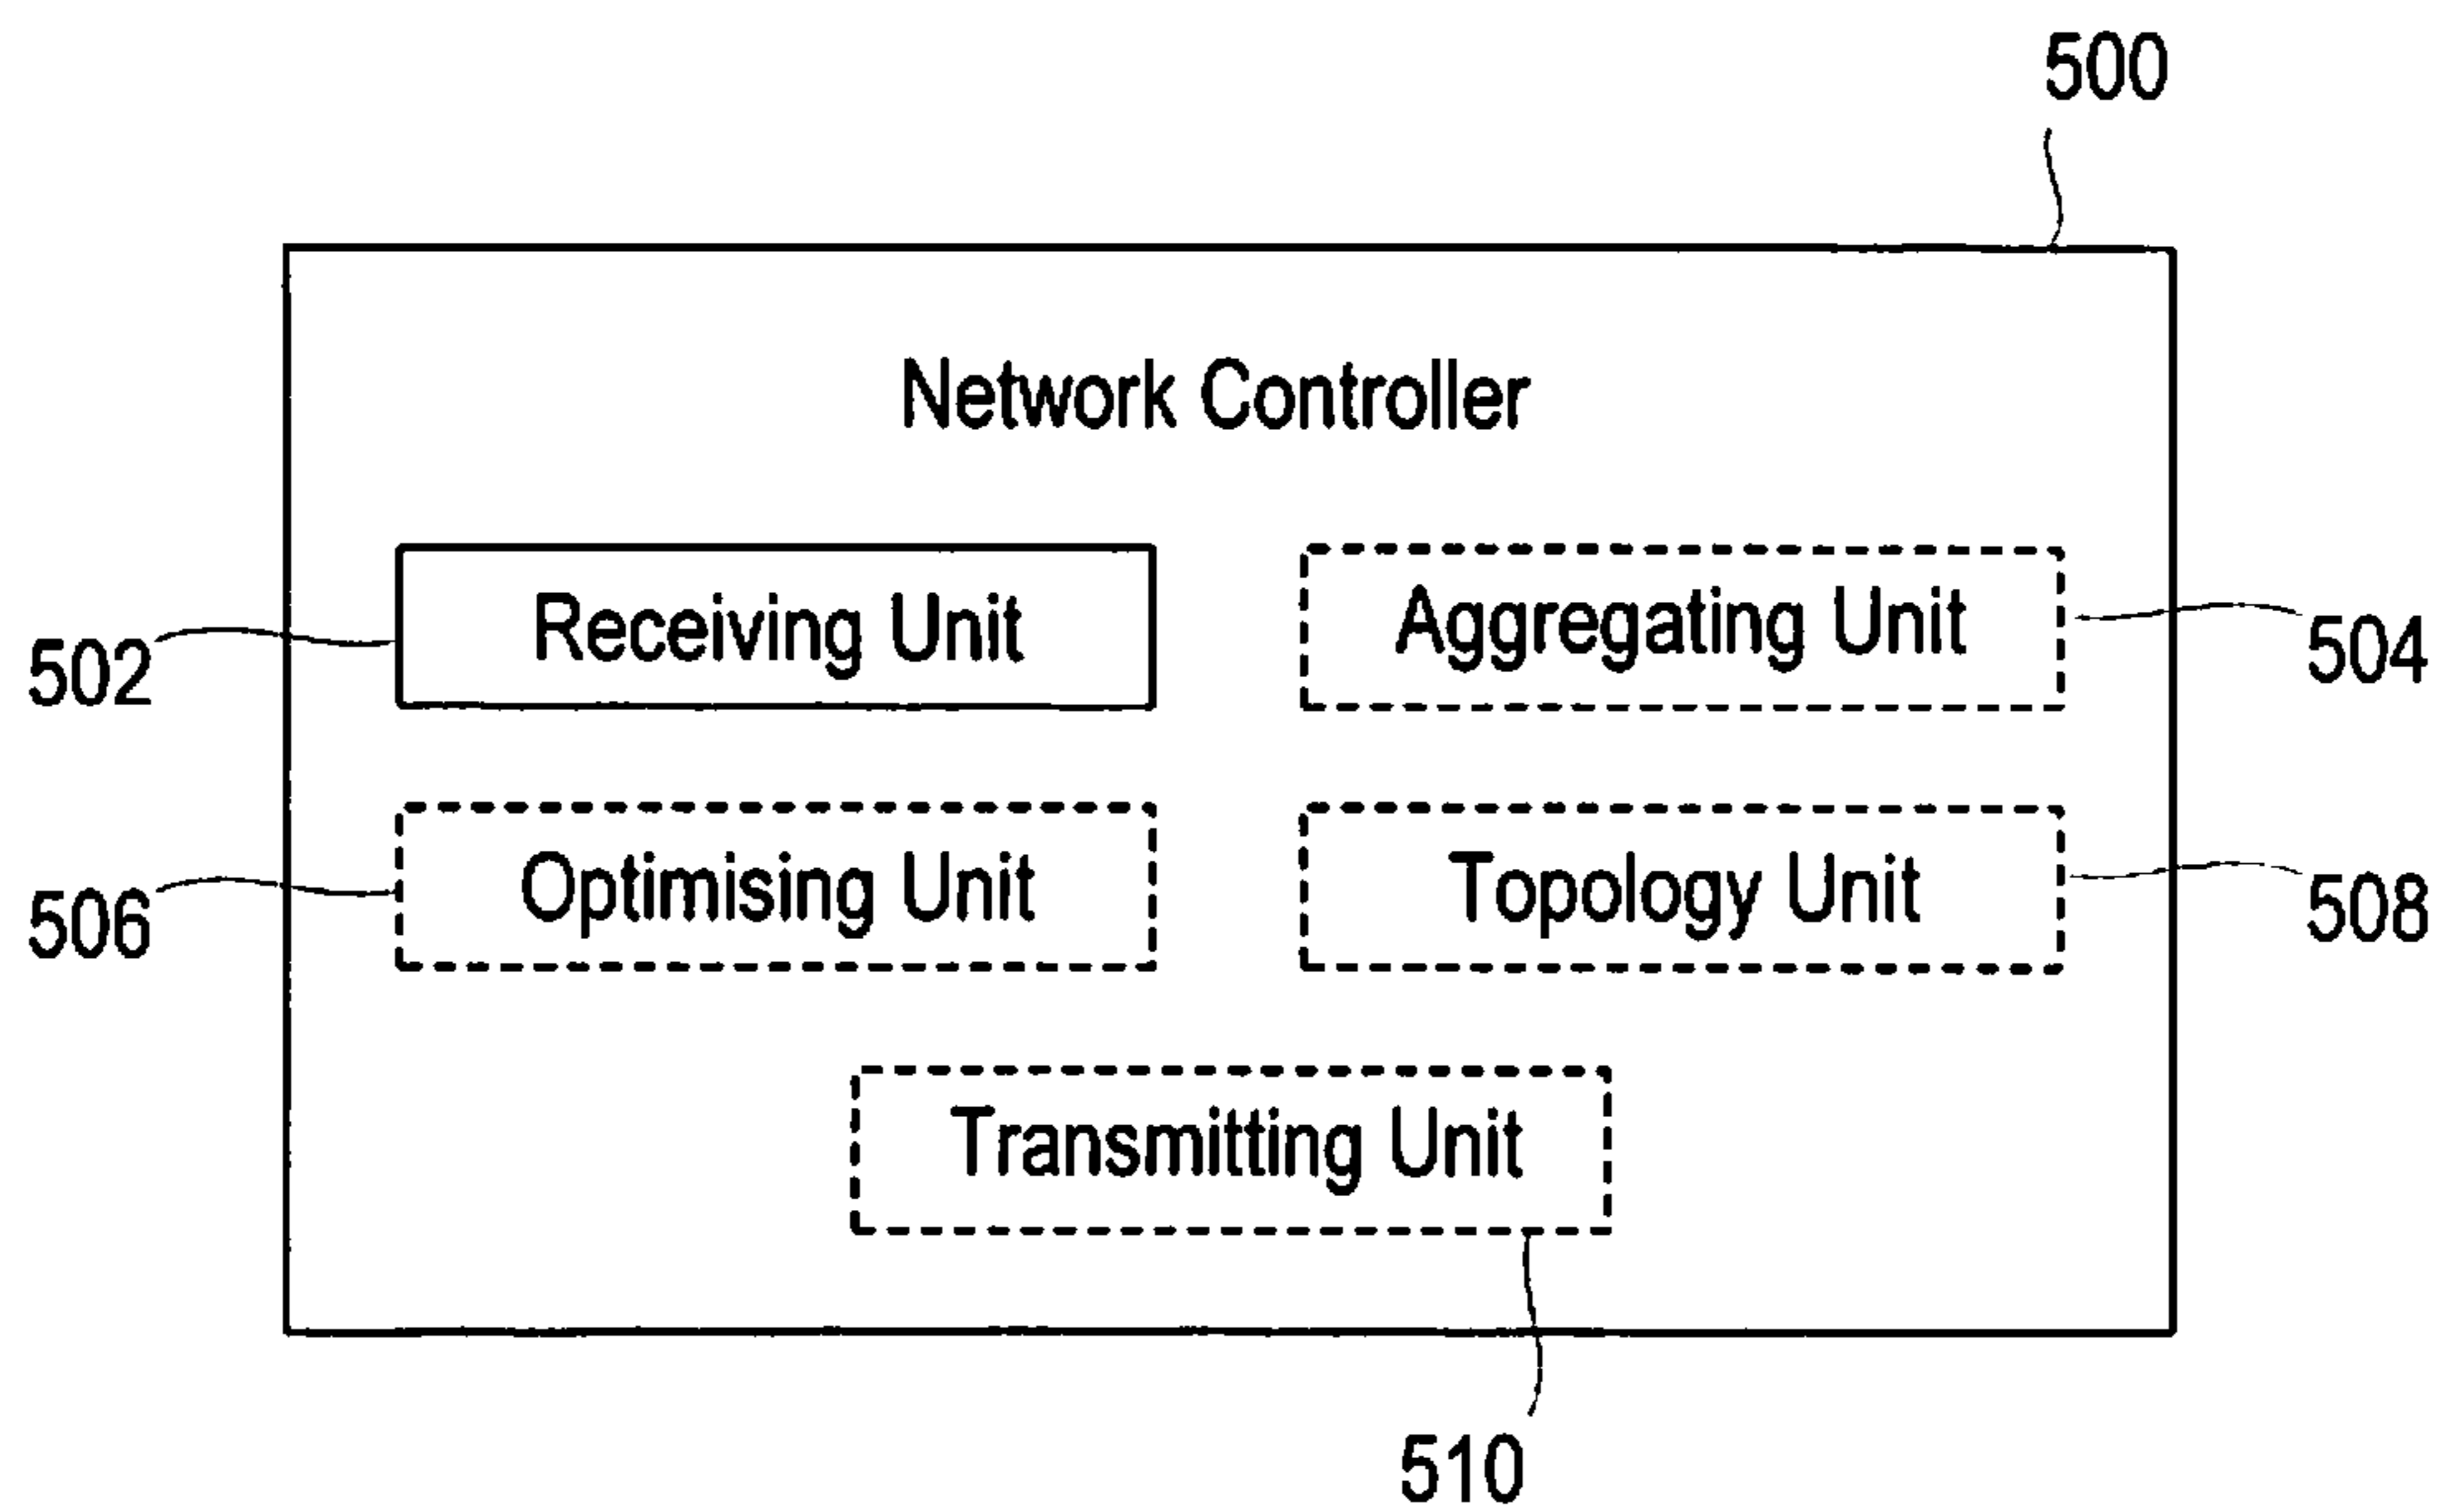 500
Network Controller
Receiving Unit
Aggregating Unit
502
504
Optimising Unit
Topology Unit
506
508
Transmitting Unit
510